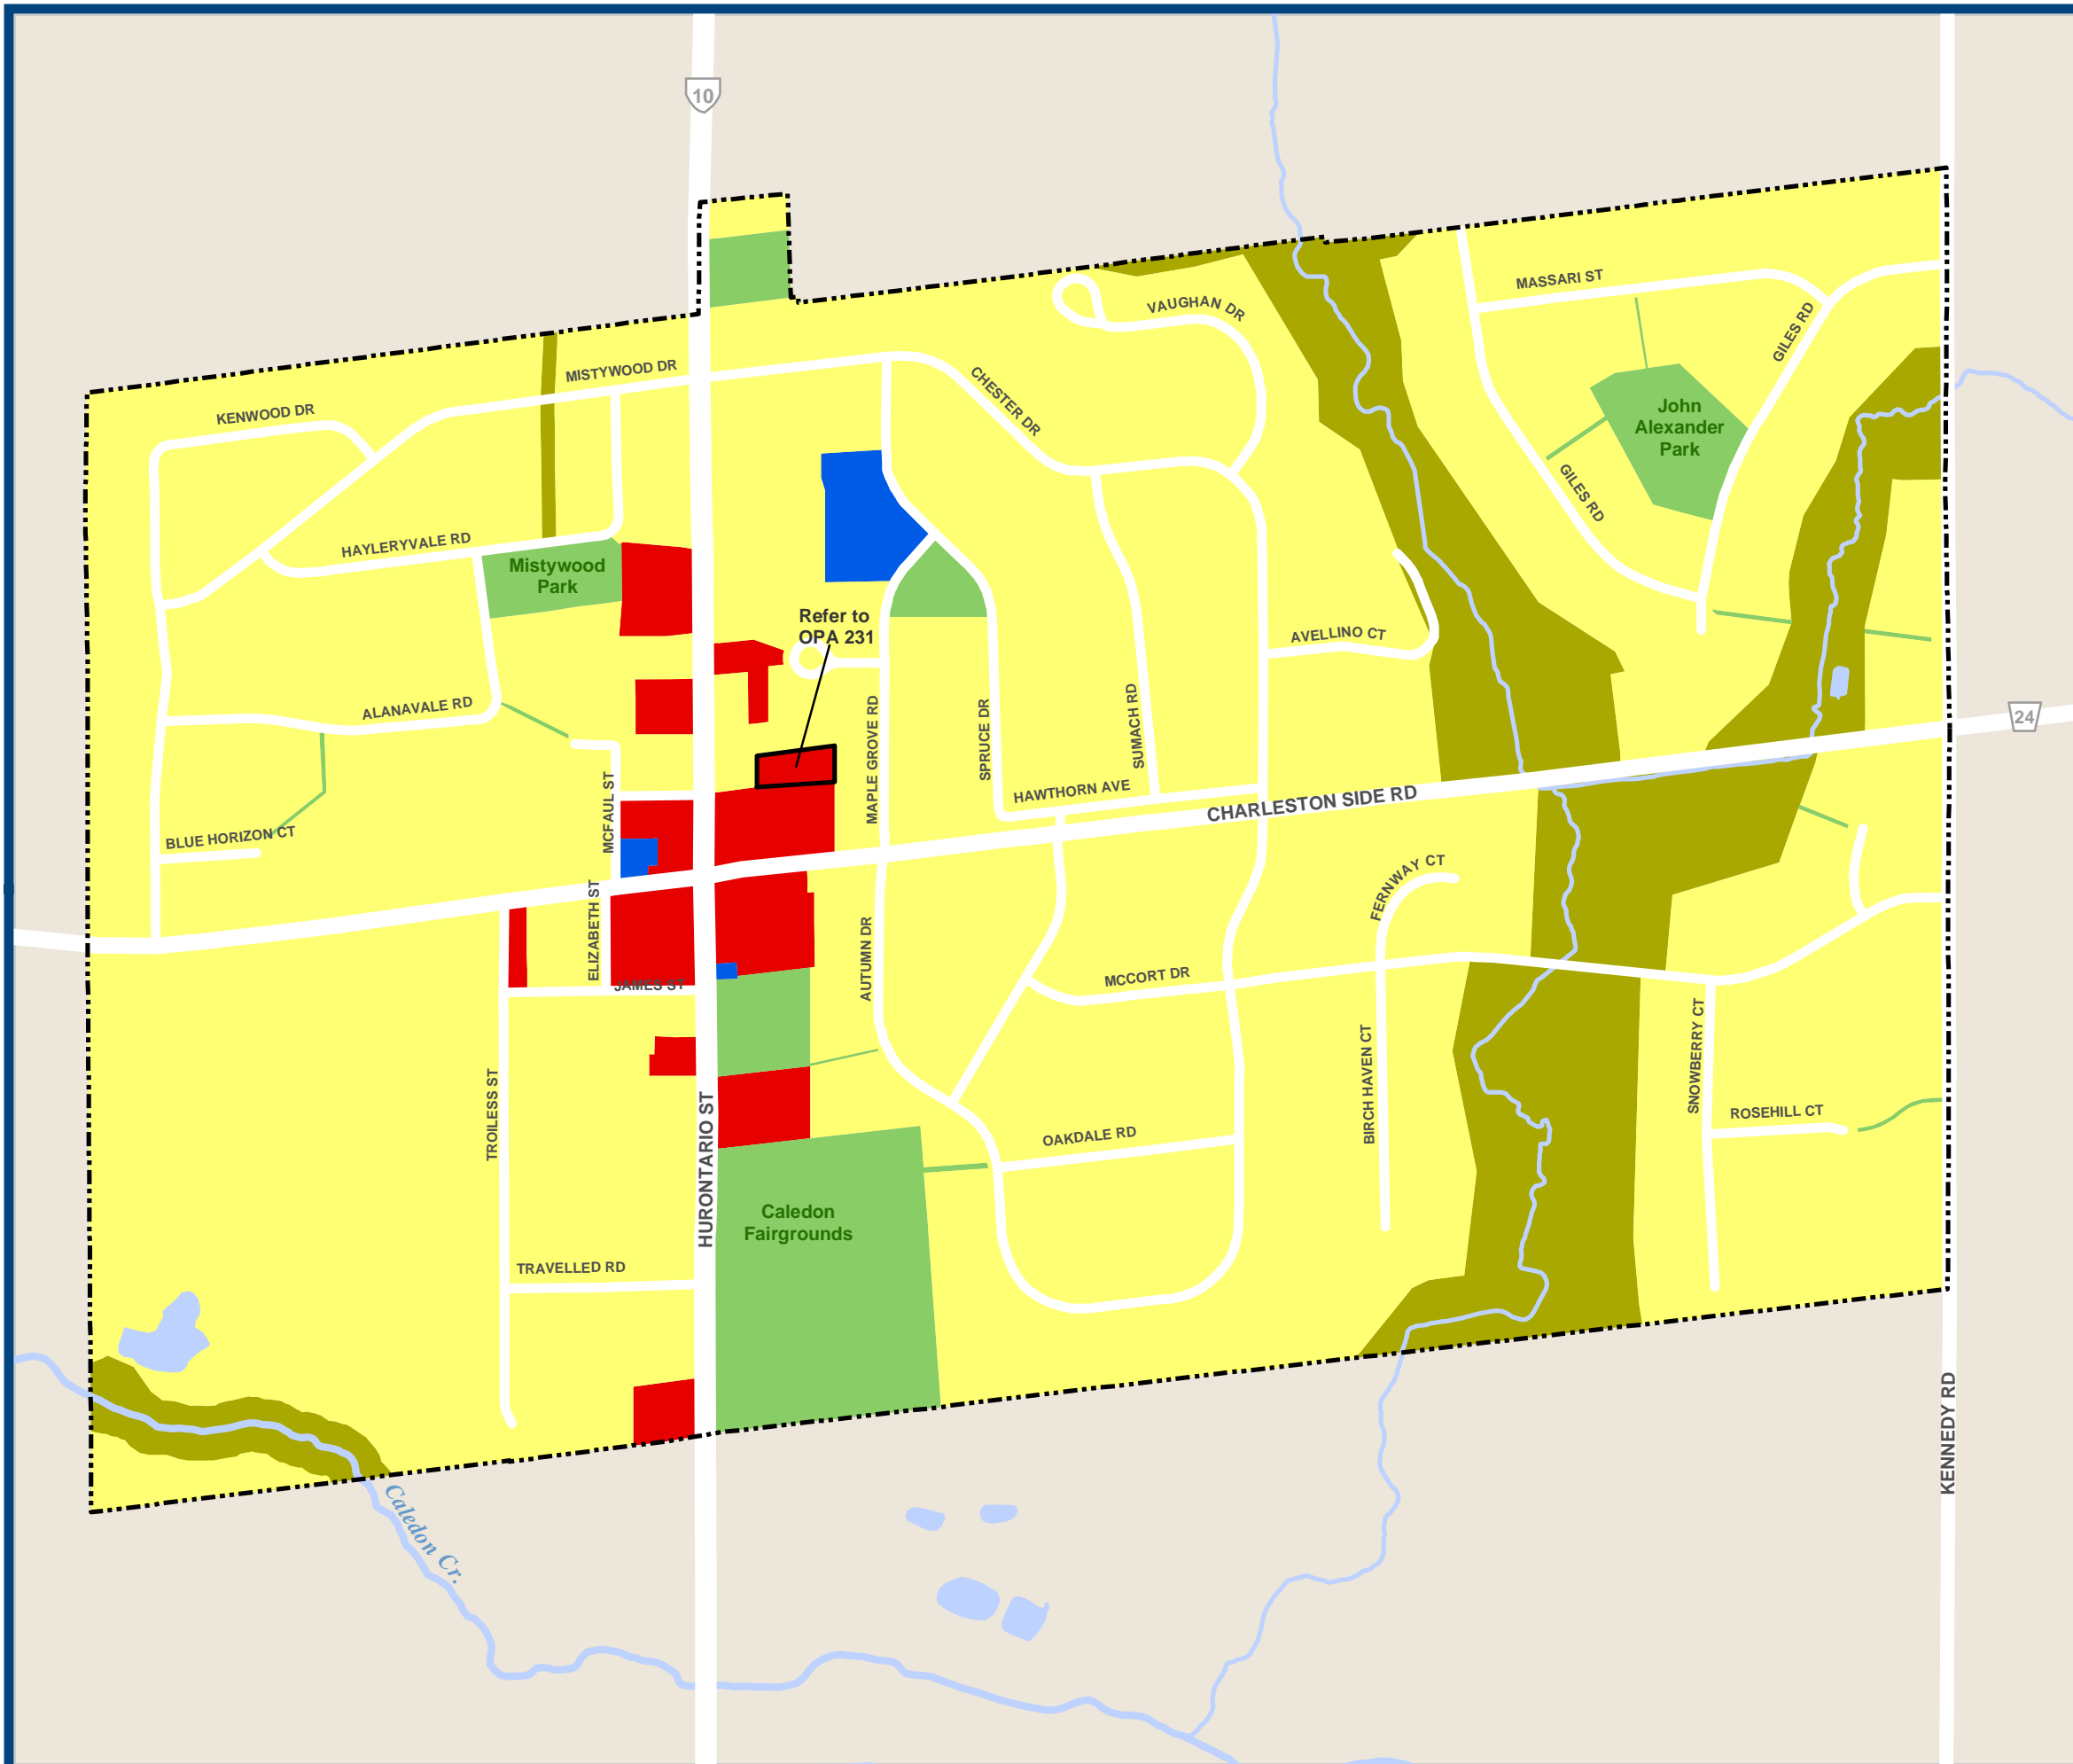 10
VAUGHAN DR
MASSARI ST
GILES RD
MISTYWOOD DR
CHESTER DR
KENWOOD DR
John
Alexander
Park
GILES RD
HAYLERYVALE RD
Mistywood
Park
Refer to
OPA 231
AVELLINO CT
ALANAVALE RD
MAPLE GROVE RD
SPRUCE DR
SUMACH RD
24
MCFAUL ST
HAWTHORN AVE
CHARLESTON SIDE RD
BLUE HORIZON CT
FERNWAY CT
ELIZABETH ST
AUTUMN DR
JAMES ST
MCCORT DR
TROILESS ST
HURONTARIO ST
BIRCH HAVEN CT
SNOWBERRY CT
ROSEHILL CT
OAKDALE RD
Caledon
Fairgrounds
TRAVELLED RD
KENNEDY RD
Caledon Cr.